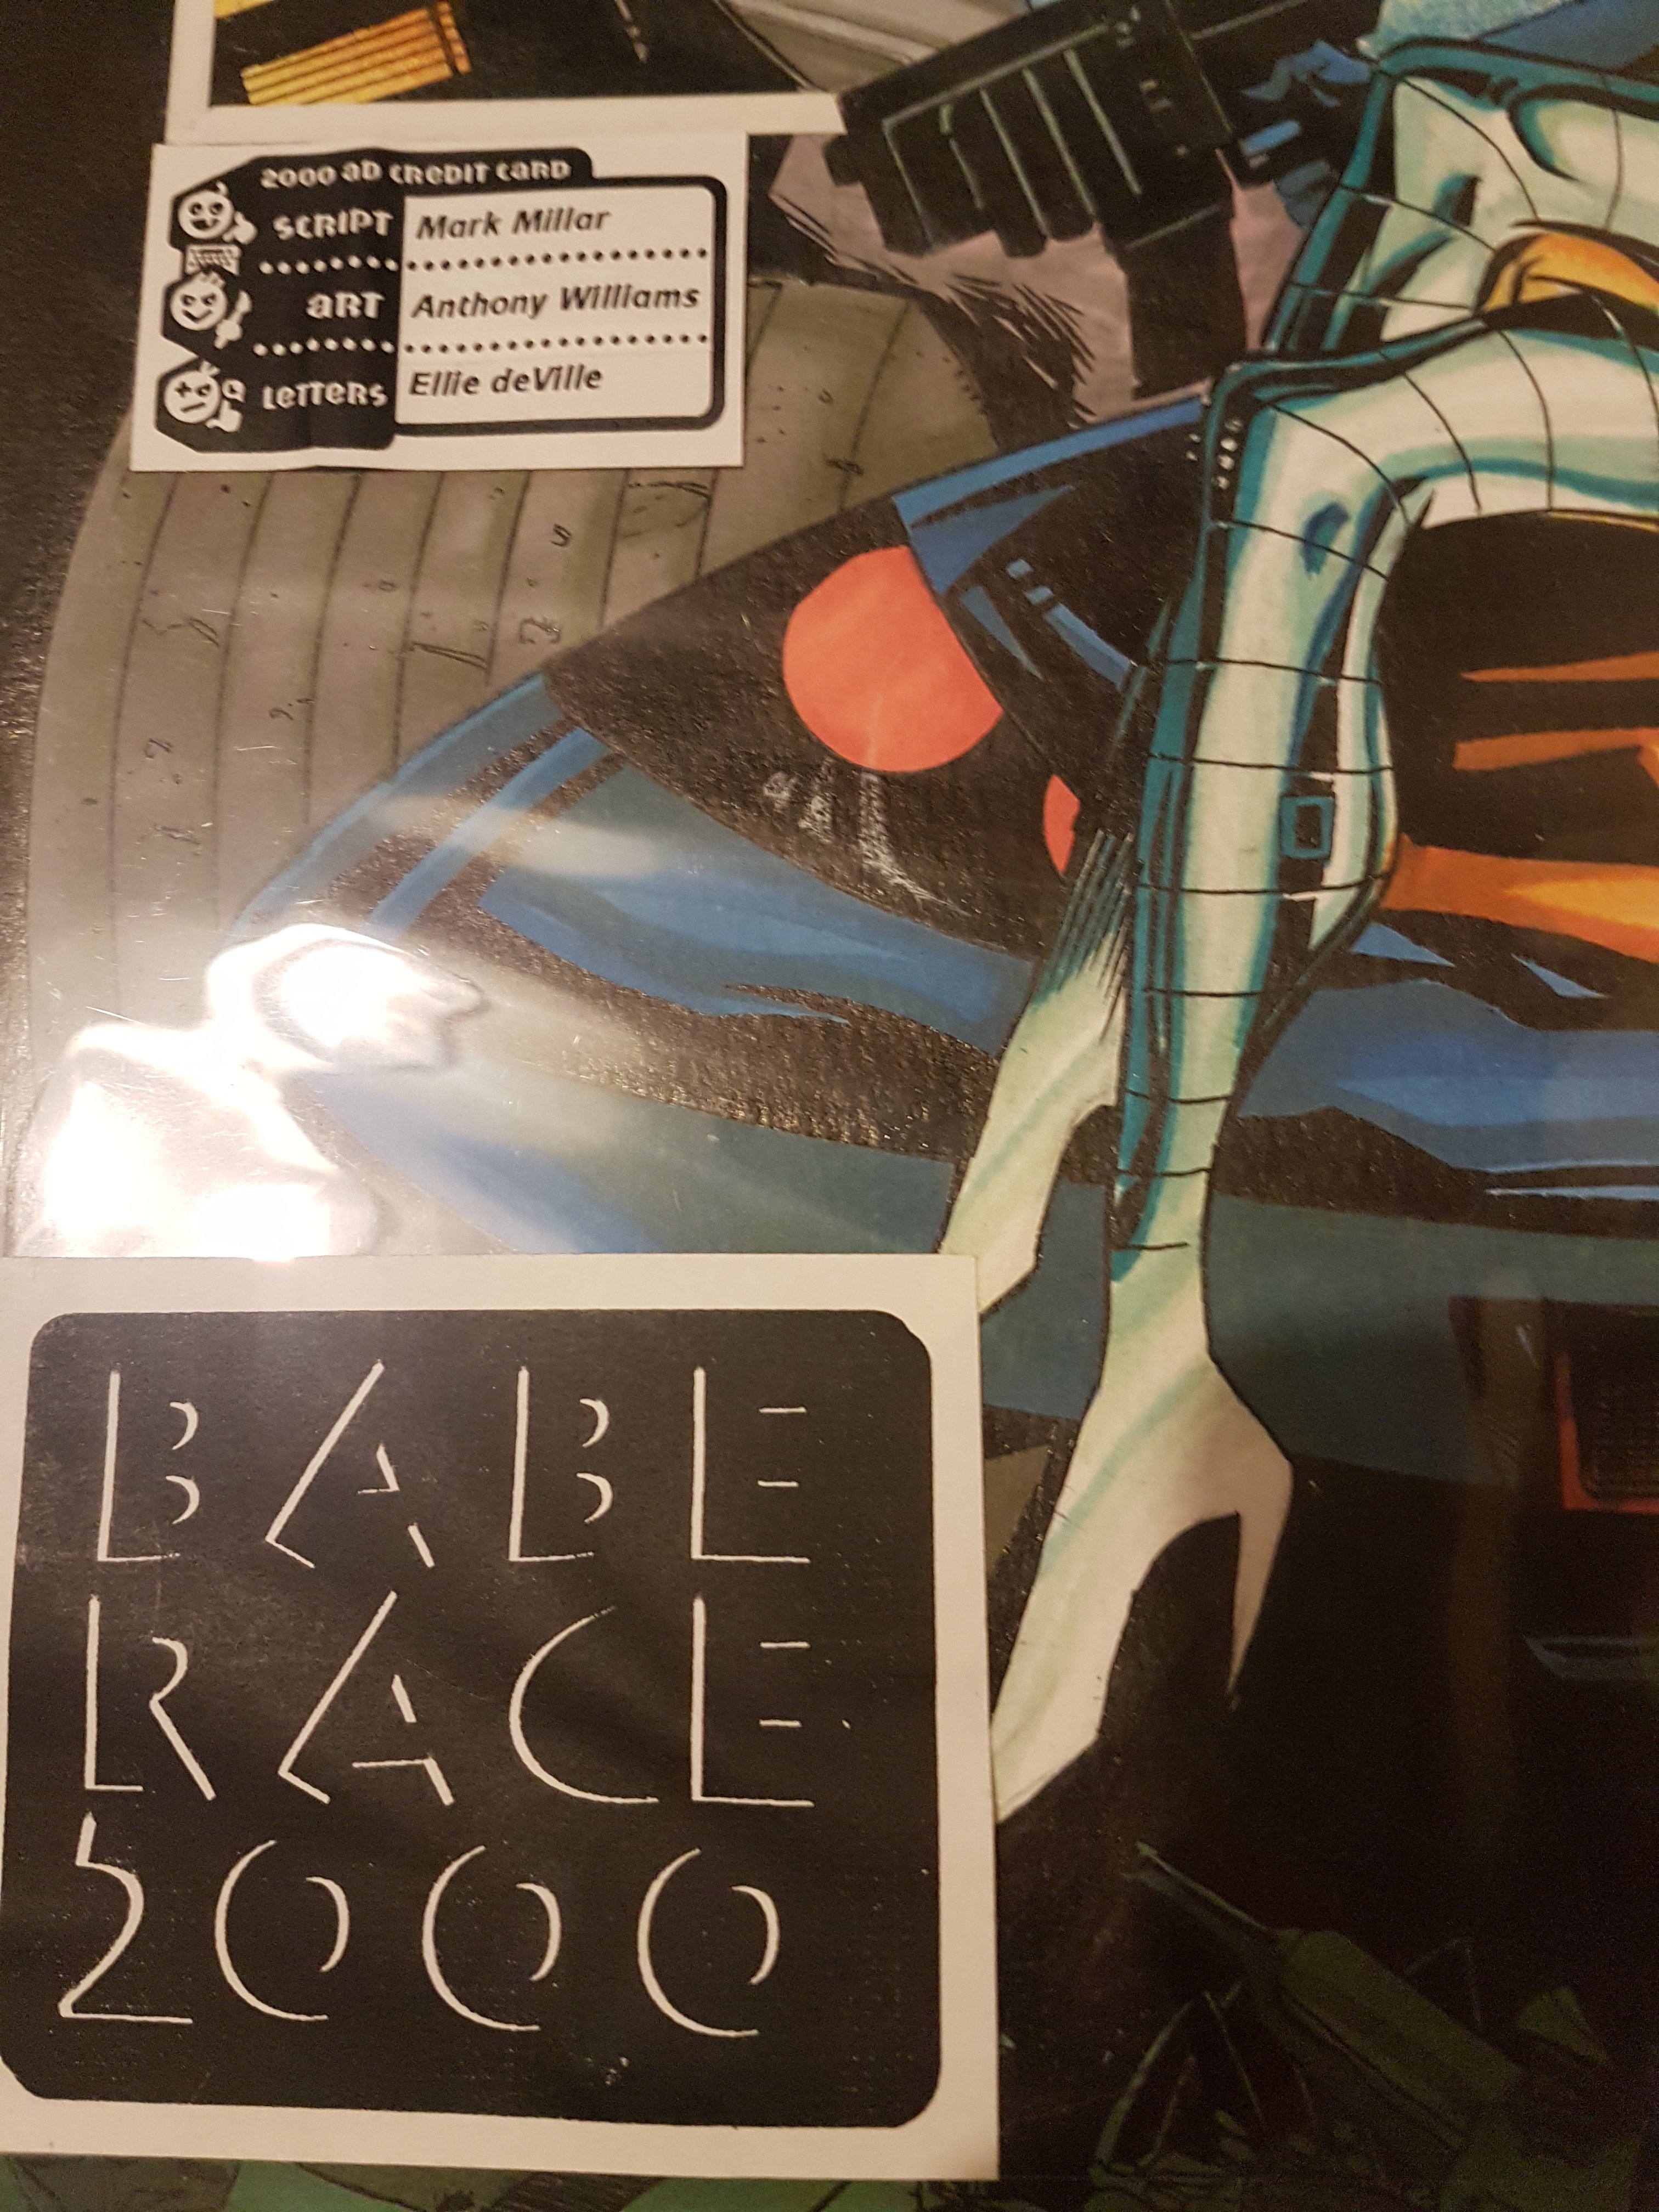 2000 AD CREDIT CARD
SCRIPT Mark Millar
ART Anthony Williams
LETTERS Ellie deVille
BABE
RACE
2000